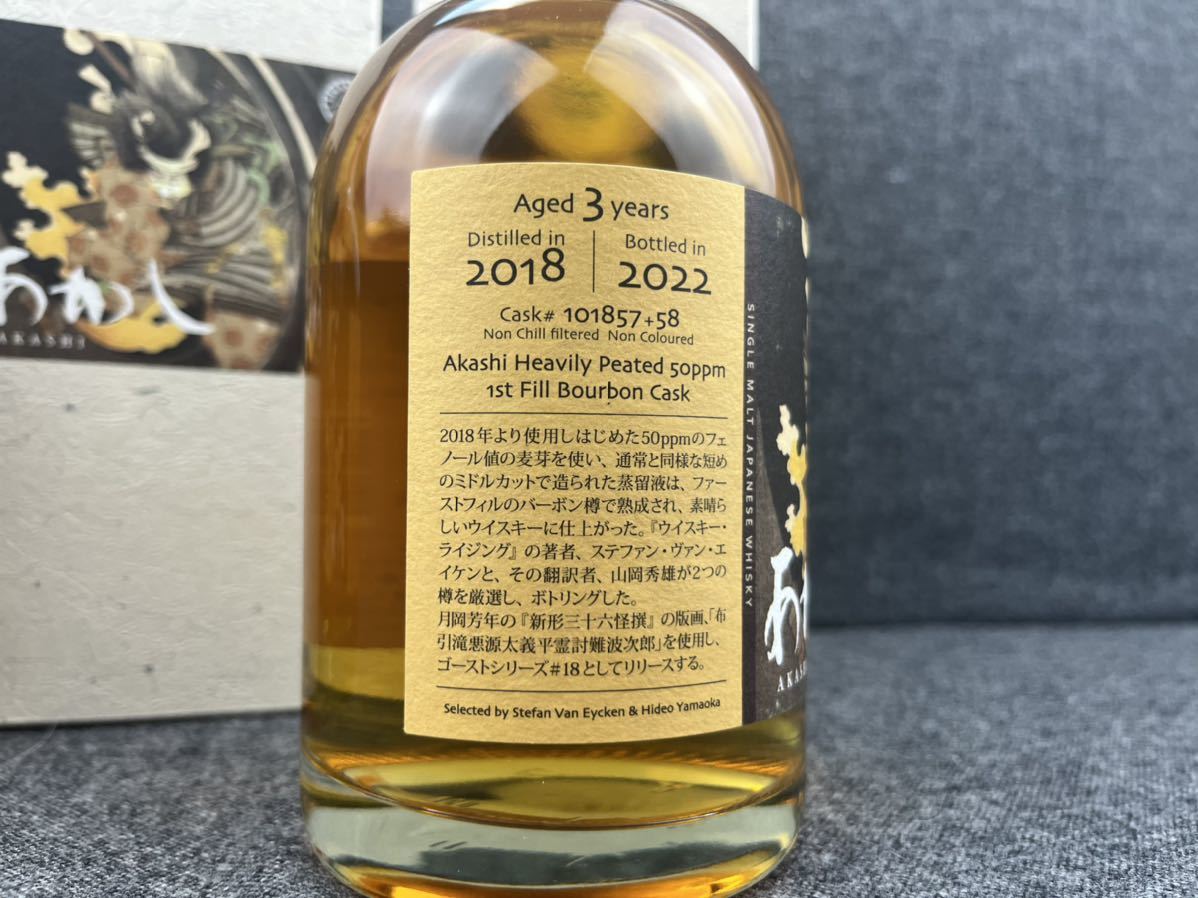 Aged 3 years
Distilled in
2018
Bottled in
2022
Cask# 101857+58
Non Chill filtered Non Coloured
Akashi Heavily Peated 50ppm
1st Fill Bourbon Cask
2018年より使用しはじめた50ppmのフェ
ノール値の麦芽を使い、通常と同様な短め
のミドルカットで造られた蒸留液は、ファー
ストフィルのバーボン樽で熟成され、素晴ら
しいウイスキーに仕上がった。『ウイスキー・
ライジング』の著者、ステファン・ヴァン・エ
イケンと、その翻訳者、山岡秀雄が2つの
樽を厳選し、ボトリングした。
月岡芳年の『新形三十六怪撰』の版画、「布
引滝悪源太義平霊討難波次郎」を使用し、
ゴーストシリーズ#18としてリリースする。
Selected by Stefan Van Eycken & Hideo Yamaoka
SINGLE MALT JAPANESE WHISKY
あか
AKASH
あかし
AKASHI